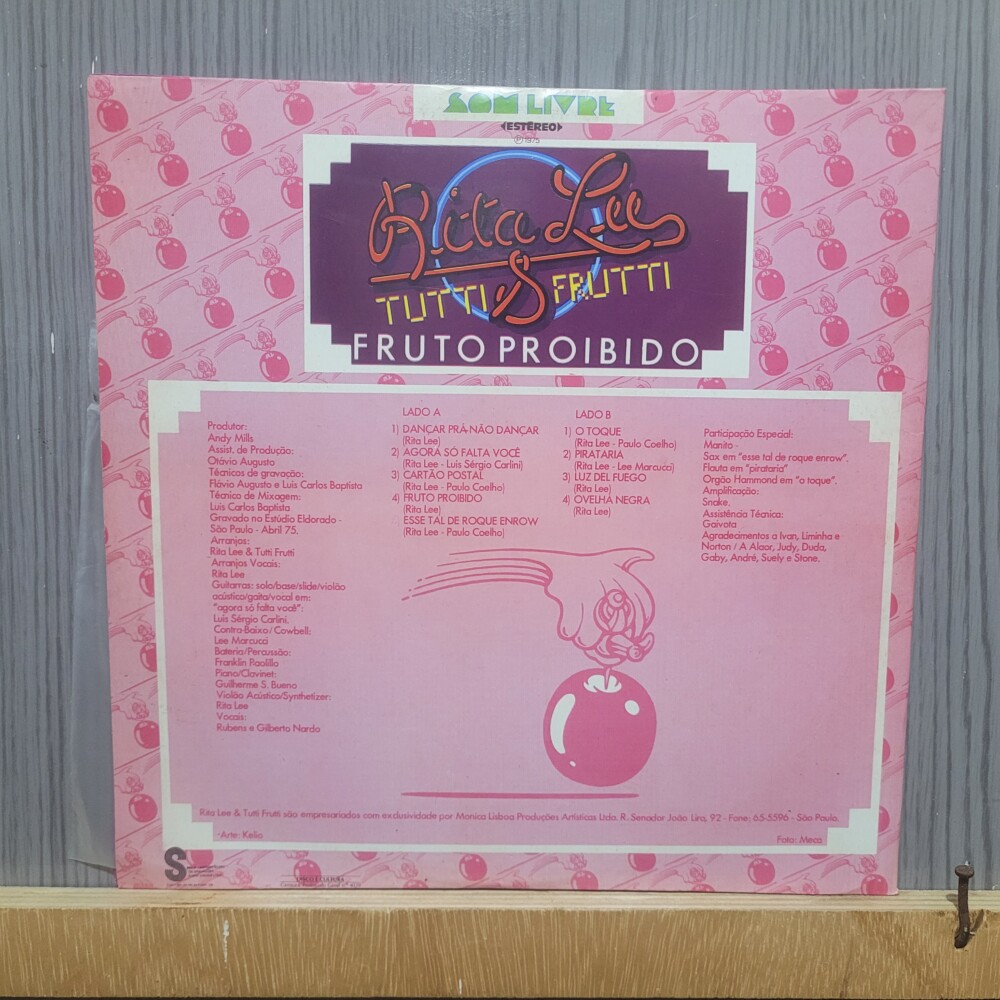 SOM LIVRE
ESTÉREO
℗ 1975
Rita Lee
& TUTTI FRUTTI
FRUTO PROIBIDO
Produtor:
Andy Mills
Assist. de Produção:
Otávio Augusto
Técnicos de gravação:
Flávio Augusto e Luis Carlos Baptista
Técnico de Mixagem:
Luis Carlos Baptista
Gravado no Estúdio Eldorado -
São Paulo - Abril 75.
Arranjos:
Rita Lee & Tutti Frutti
Arranjos Vocais:
Rita Lee
Guitarras: solo/base/slide/violão
acústico/gaita/vocal em:
"agora só falta você":
Luis Sérgio Carlini.
Contra-Baixo/Cowbell:
Lee Marcucci
Bateria/Percussão:
Franklin Paolillo
Piano/Clavinet:
Guilherme S. Bueno
Violão Acústico/Synthetizer:
Rita Lee
Vocais:
Rubens e Gilberto Nardo
LADO A
1) DANÇAR PRÁ NÃO DANÇAR
(Rita Lee)
2) AGORA SÓ FALTA VOCÊ
(Rita Lee - Luis Sérgio Carlini)
3) CARTÃO POSTAL
(Rita Lee - Paulo Coelho)
4) FRUTO PROIBIDO
(Rita Lee)
ESSE TAL DE ROQUE ENROW
(Rita Lee - Paulo Coelho)
LADO B
1) O TOQUE
(Rita Lee - Paulo Coelho)
2) PIRATARIA
(Rita Lee - Lee Marcucci)
3) LUZ DEL FUEGO
(Rita Lee)
4) OVELHA NEGRA
(Rita Lee)
Participação Especial:
Manito -
Sax em "esse tal de roque enrow".
Flauta em "pirataria"
Orgão Hammond em "o toque".
Amplificação:
Snake.
Assistência Técnica:
Gaivota
Agradecimentos a Ivan, Liminha e
Norton / A Alaor, Judy, Duda,
Gaby, André, Suely e Stone.
Rita Lee & Tutti Frutti são empresariados com exclusividade por Monica Lisboa Produções Artísticas Ltda. R. Senador João Lira, 92 - Fone: 65-5596 - São Paulo.
Arte: Kelio
Foto: Meca
S
DISCO É CULTURA